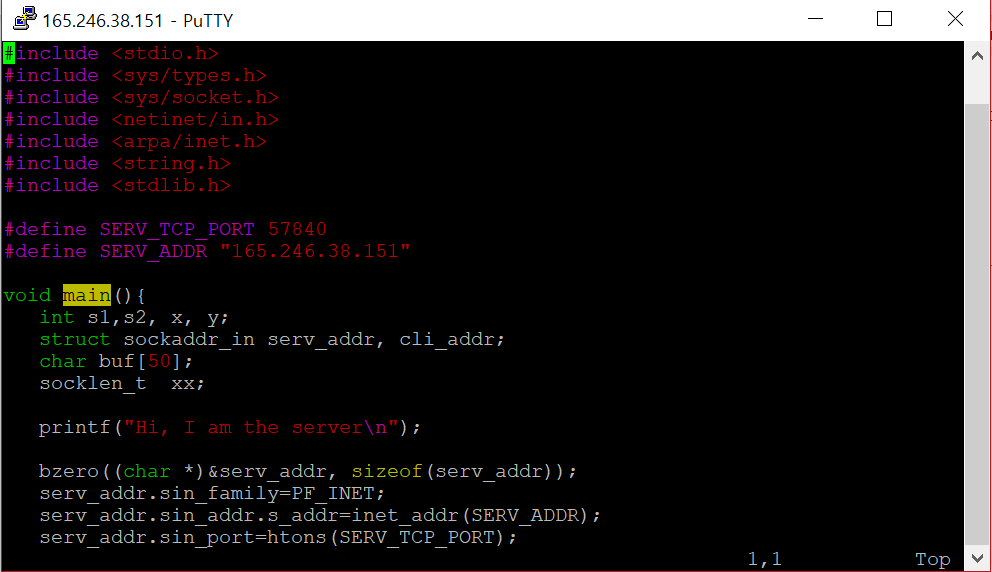 165.246.38.151 - PuTTY
#include <stdio.h>
#include <sys/types.h>
#include <sys/socket.h>
#include <netinet/in.h>
#include <arpa/inet.h>
#include <string.h>
#include <stdlib.h>

#define SERV_TCP_PORT 57840
#define SERV_ADDR "165.246.38.151"

void main(){
   int s1,s2, x, y;
   struct sockaddr_in serv_addr, cli_addr;
   char buf[50];
   socklen_t  xx;

   printf("Hi, I am the server\n");

   bzero((char *)&serv_addr, sizeof(serv_addr));
   serv_addr.sin_family=PF_INET;
   serv_addr.sin_addr.s_addr=inet_addr(SERV_ADDR);
   serv_addr.sin_port=htons(SERV_TCP_PORT);
1,1 Top